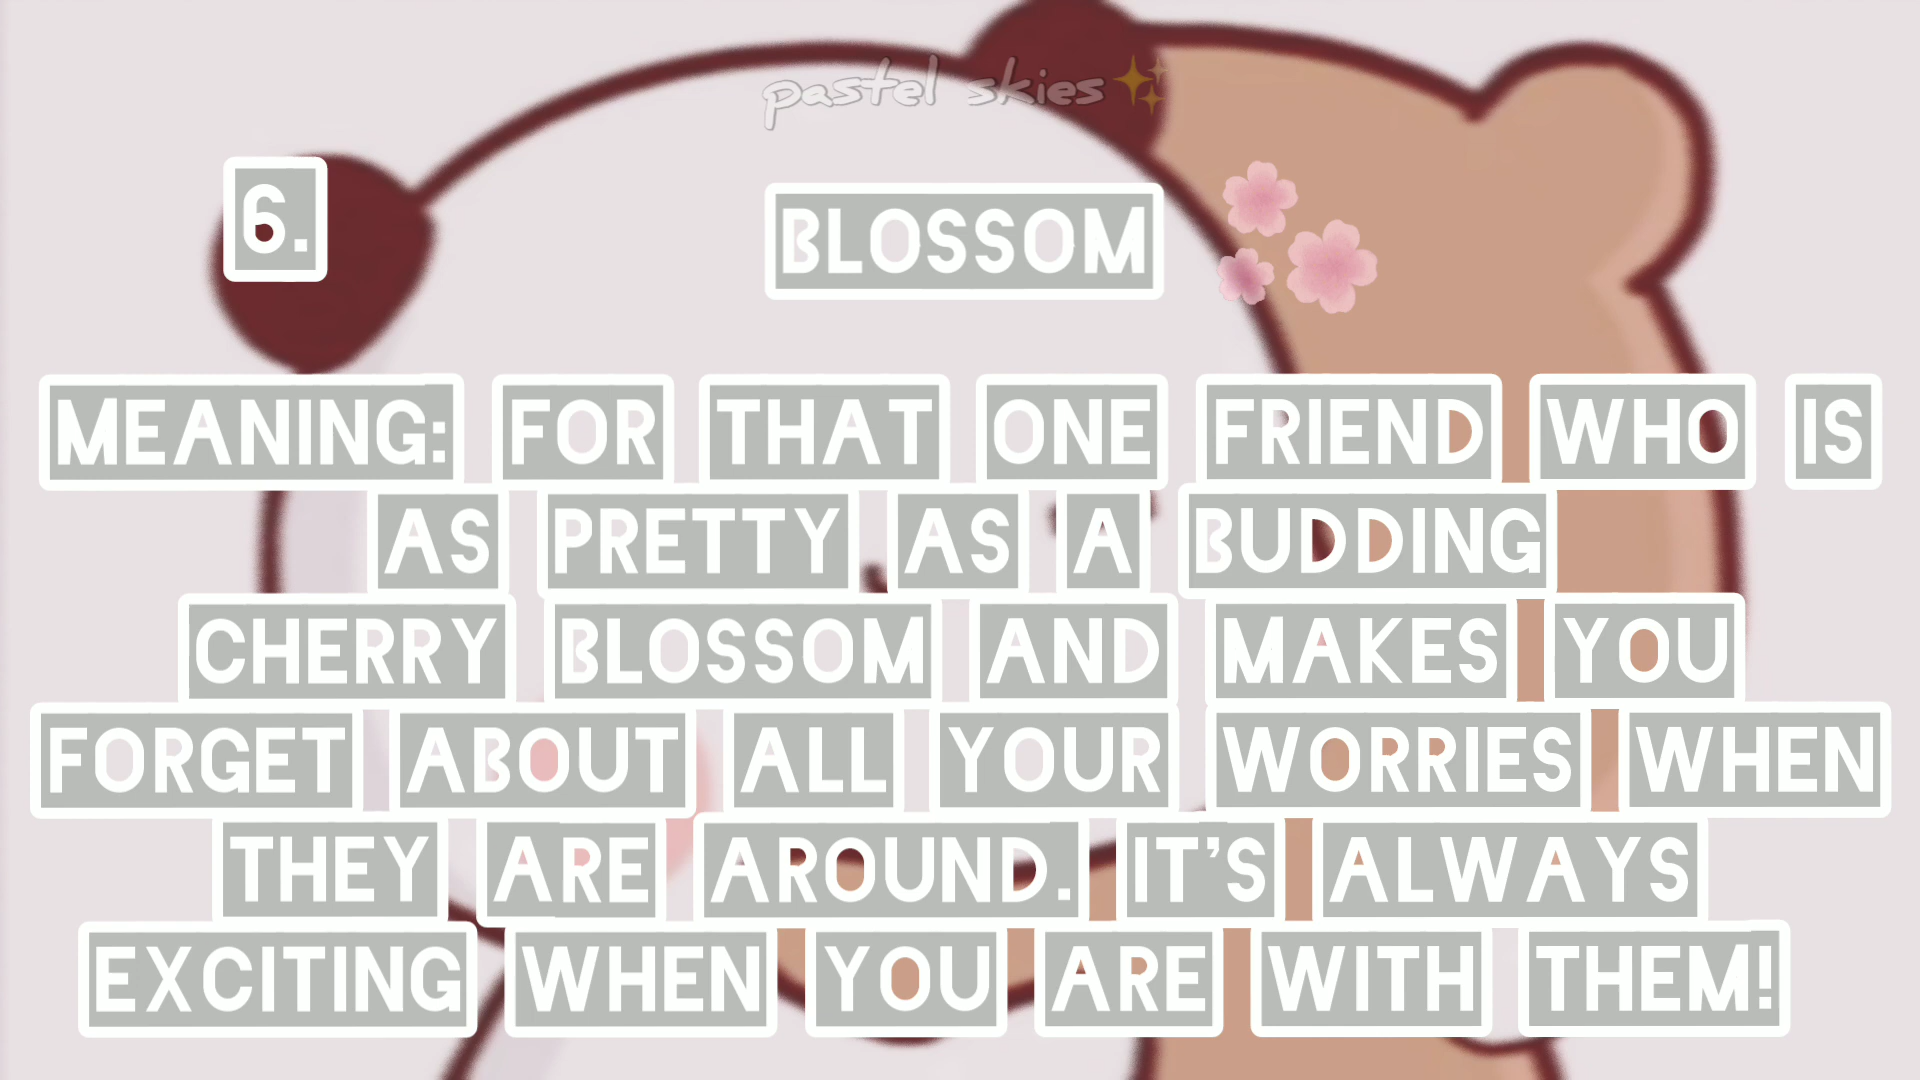 pastel skies✨
6.
BLOSSOM
MEANING: FOR THAT ONE FRIEND WHO IS
AS PRETTY AS A BUDDING
CHERRY BLOSSOM AND MAKES YOU
FORGET ABOUT ALL YOUR WORRIES WHEN
THEY ARE AROUND. IT'S ALWAYS
EXCITING WHEN YOU ARE WITH THEM!